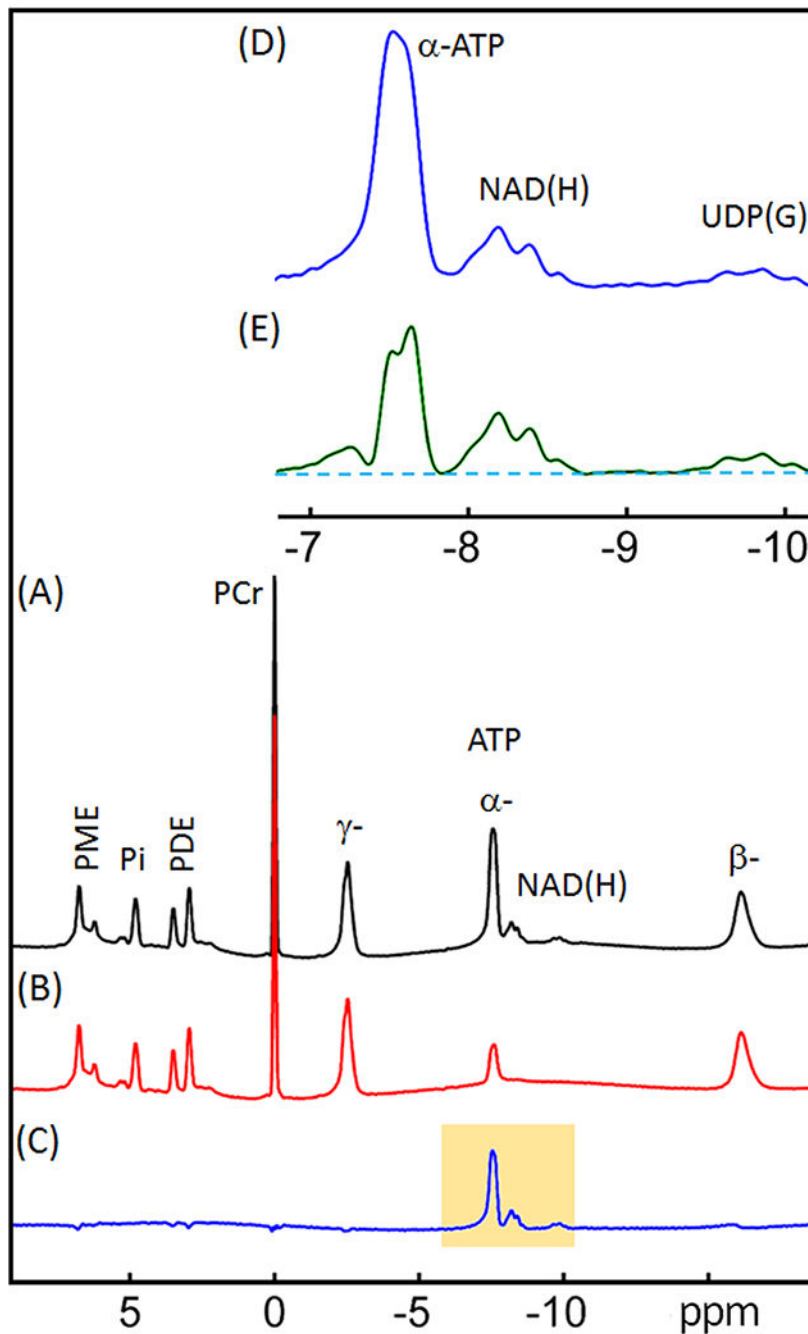 (D)
α-ATP
NAD(H)
UDP(G)
(E)
-7 -8 -9 -10
(A)
PCr
ATP
PME Pi PDE γ- α- β-
NAD(H)
(B)
(C)
5 0 -5 -10 ppm